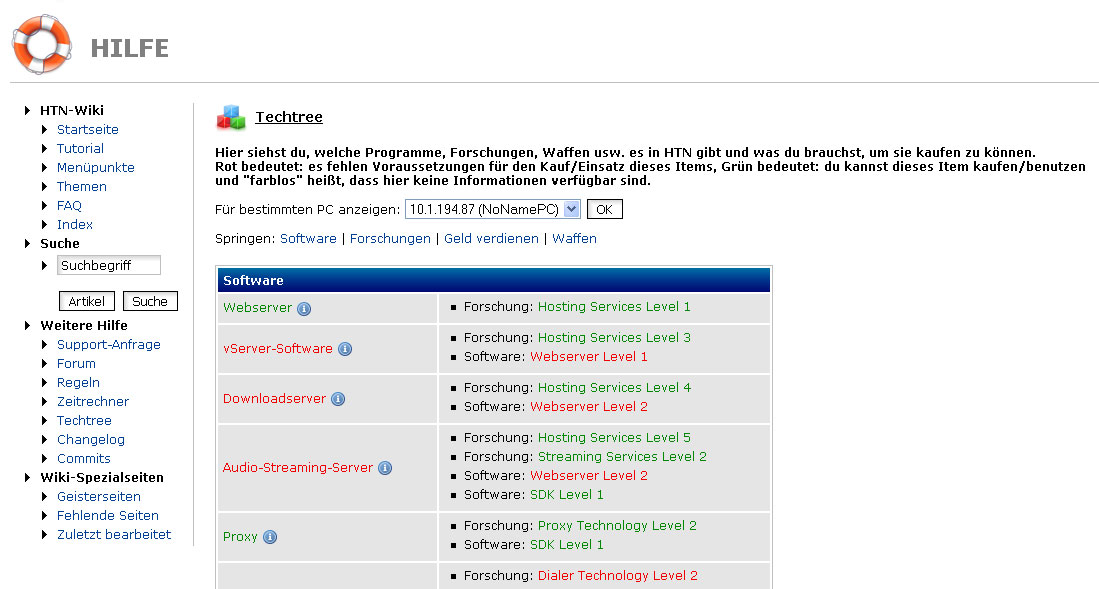 HILFE
HTN-Wiki
Startseite
Tutorial
Menüpunkte
Themen
FAQ
Index
Suche
Suchbegriff
Artikel Suche
Weitere Hilfe
Support-Anfrage
Forum
Regeln
Zeitrechner
Techtree
Changelog
Commits
Wiki-Spezialseiten
Geisterseiten
Fehlende Seiten
Zuletzt bearbeitet
Techtree
Hier siehst du, welche Programme, Forschungen, Waffen usw. es in HTN gibt und was du brauchst, um sie kaufen zu können.
Rot bedeutet: es fehlen Voraussetzungen für den Kauf/Einsatz dieses Items, Grün bedeutet: du kannst dieses Item kaufen/benutzen
und "farblos" heißt, dass hier keine Informationen verfügbar sind.
Für bestimmten PC anzeigen: 10.1.194.87 (NoNamePC) OK
Springen: Software | Forschungen | Geld verdienen | Waffen
Software
Webserver
Forschung: Hosting Services Level 1
vServer-Software
Forschung: Hosting Services Level 3
Software: Webserver Level 1
Downloadserver
Forschung: Hosting Services Level 4
Software: Webserver Level 2
Audio-Streaming-Server
Forschung: Hosting Services Level 5
Forschung: Streaming Services Level 2
Software: Webserver Level 2
Software: SDK Level 1
Proxy
Forschung: Proxy Technology Level 2
Software: SDK Level 1
Forschung: Dialer Technology Level 2